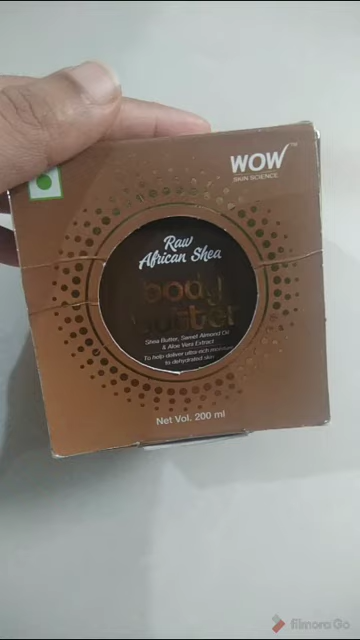 WOW™
SKIN SCIENCE
Raw
African Shea
body
butter
Shea Butter, Sweet Almond Oil
& Aloe Vera Extract
To help deliver ultra-rich moisture
to dehydrated skin
Net Vol. 200 ml
filmora Go